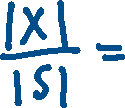 |X|
|S| =